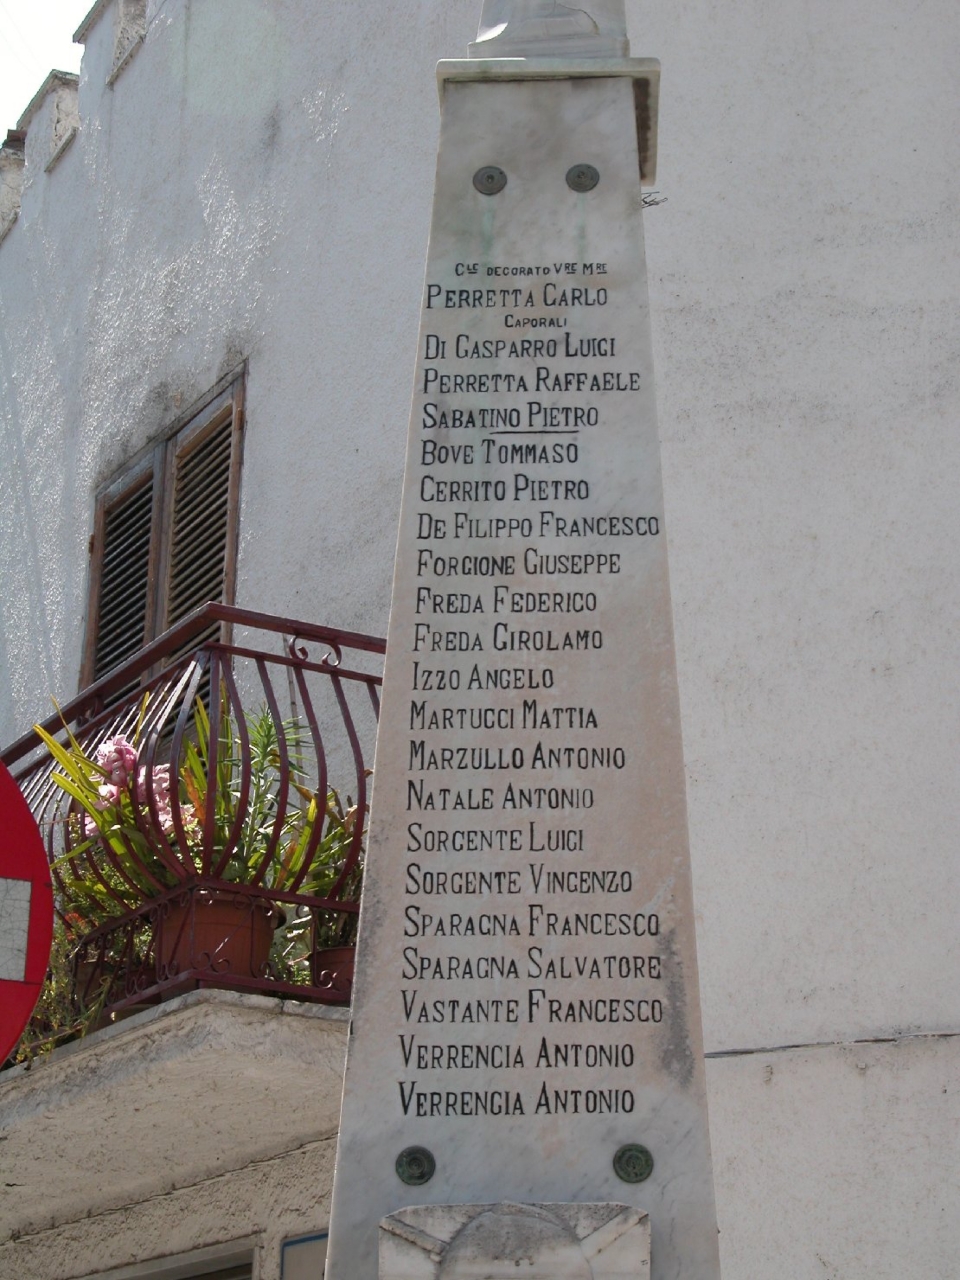 Cle DECORATO Vre Mre
PERRETTA CARLO
CAPORALI
DI GASPARRO LUIGI
PERRETTA RAFFAELE
SABATINO PIETRO
BOVE TOMMASO
CERRITO PIETRO
DE FILIPPO FRANCESCO
FORGIONE GIUSEPPE
FREDA FEDERICO
FREDA GIROLAMO
IZZO ANGELO
MARTUCCI MATTIA
MARZULLO ANTONIO
NATALE ANTONIO
SORGENTE LUIGI
SORGENTE VINGENZO
SPARAGNA FRANCESCO
SPARAGNA SALVATORE
VASTANTE FRANCESCO
VERRENCIA ANTONIO
VERRENGIA ANTONIO